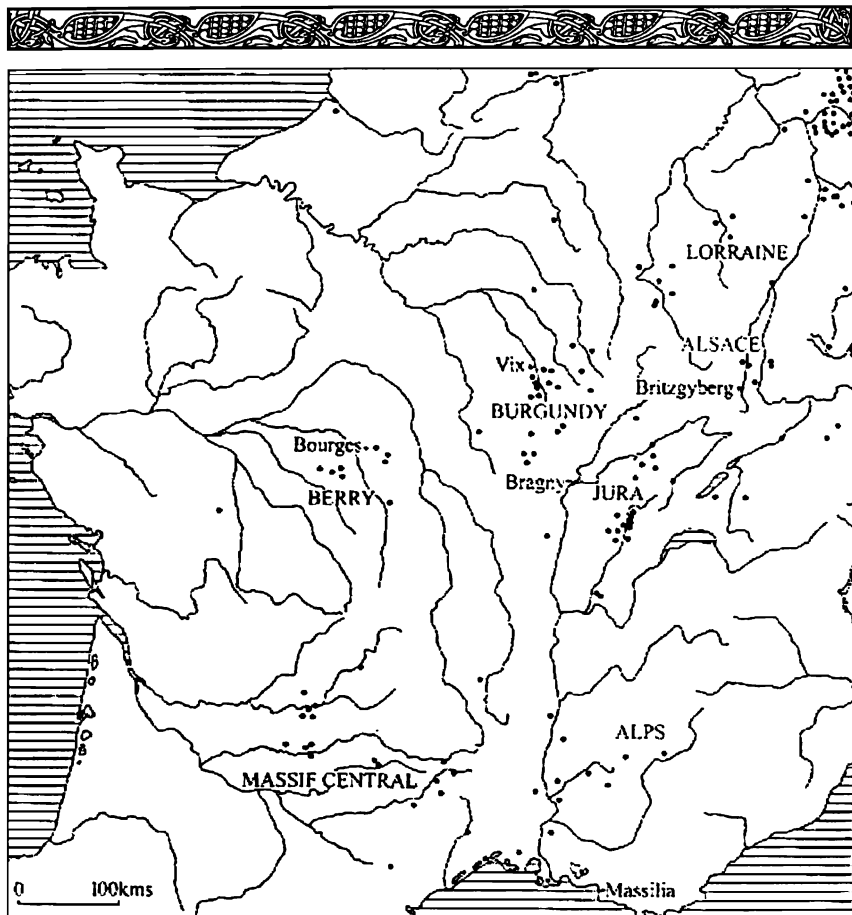 LORRAINE
ALSACE
Vix
Britzgyberg
BURGUNDY
Bourges
BERRY
Bragny
JURA
ALPS
MASSIF CENTRAL
0 100kms
Massilia